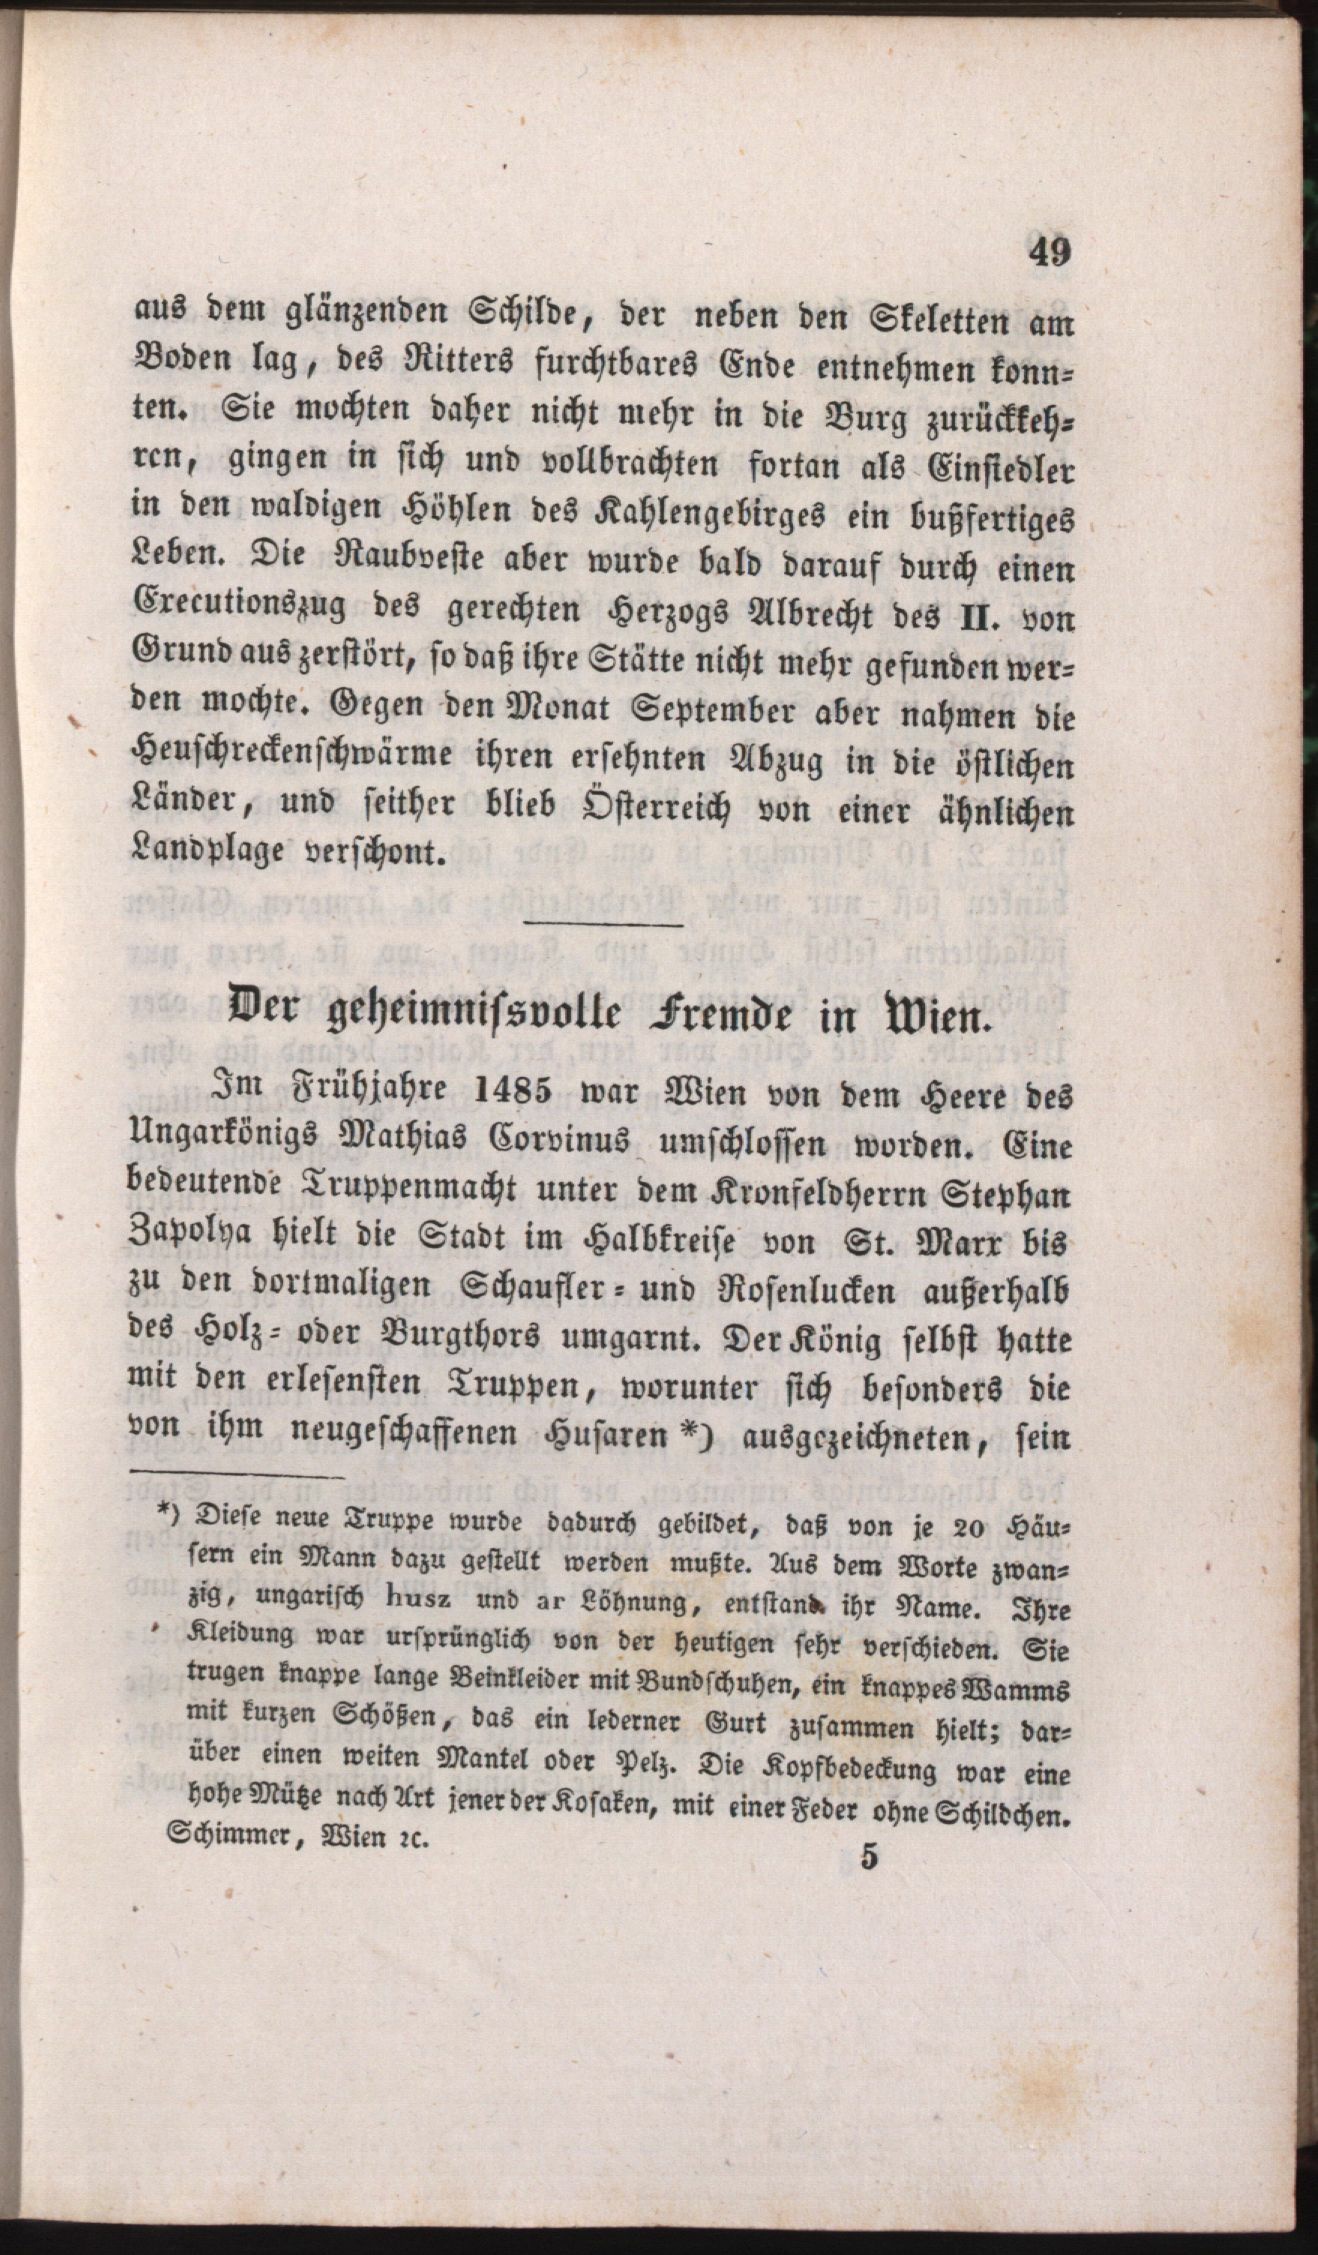 49
aus dem glänzenden Schilde, der neben den Skeletten am
Boden lag, des Ritters furchtbares Ende entnehmen konn=
ten. Sie mochten daher nicht mehr in die Burg zurückkeh=
ren, gingen in sich und vollbrachten fortan als Einsiedler
in den waldigen Höhlen des Kahlengebirges ein bußfertiges
Leben. Die Raubveste aber wurde bald darauf durch einen
Executionszug des gerechten Herzogs Albrecht des II. von
Grund aus zerstört, so daß ihre Stätte nicht mehr gefunden wer=
den mochte. Gegen den Monat September aber nahmen die
Heuschreckenschwärme ihren ersehnten Abzug in die östlichen
Länder, und seither blieb Österreich von einer ähnlichen
Landplage verschont.
Der geheimnissvolle Fremde in Wien.
Im Frühjahre 1485 war Wien von dem Heere des
Ungarkönigs Mathias Corvinus umschlossen worden. Eine
bedeutende Truppenmacht unter dem Kronfeldherrn Stephan
Zapolya hielt die Stadt im Halbkreise von St. Marx bis
zu den dortmaligen Schaufler= und Rosenlucken außerhalb
des Holz= oder Burgthors umgarnt. Der König selbst hatte
mit den erlesensten Truppen, worunter sich besonders die
von ihm neugeschaffenen Husaren *) ausgezeichneten, sein
*) Diese neue Truppe wurde dadurch gebildet, daß von je 20 Häu=
sern ein Mann dazu gestellt werden mußte. Aus dem Worte zwan=
zig, ungarisch husz und ar Löhnung, entstand ihr Name. Ihre
Kleidung war ursprünglich von der heutigen sehr verschieden. Sie
trugen knappe lange Beinkleider mit Bundschuhen, ein knappes Wamms
mit kurzen Schößen, das ein lederner Gurt zusammen hielt; dar=
über einen weiten Mantel oder Pelz. Die Kopfbedeckung war eine
hohe Mütze nach Art jener der Kosaken, mit einer Feder ohne Schildchen.
Schimmer, Wien ꝛc.
5